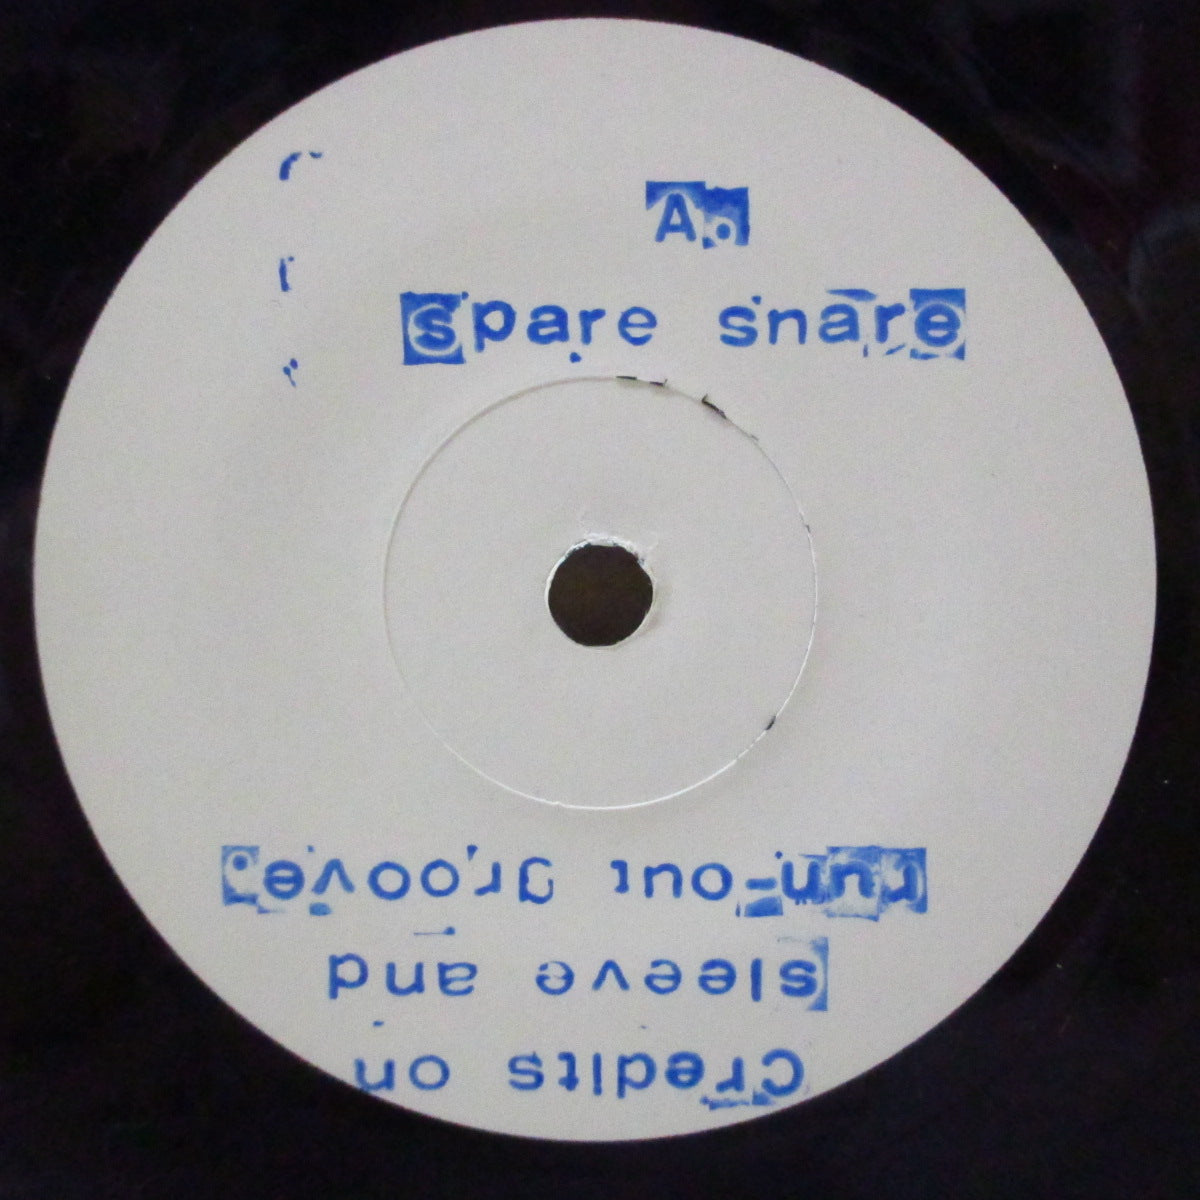 A.
spare snare
Credits on
sleeve and
run-out groove.